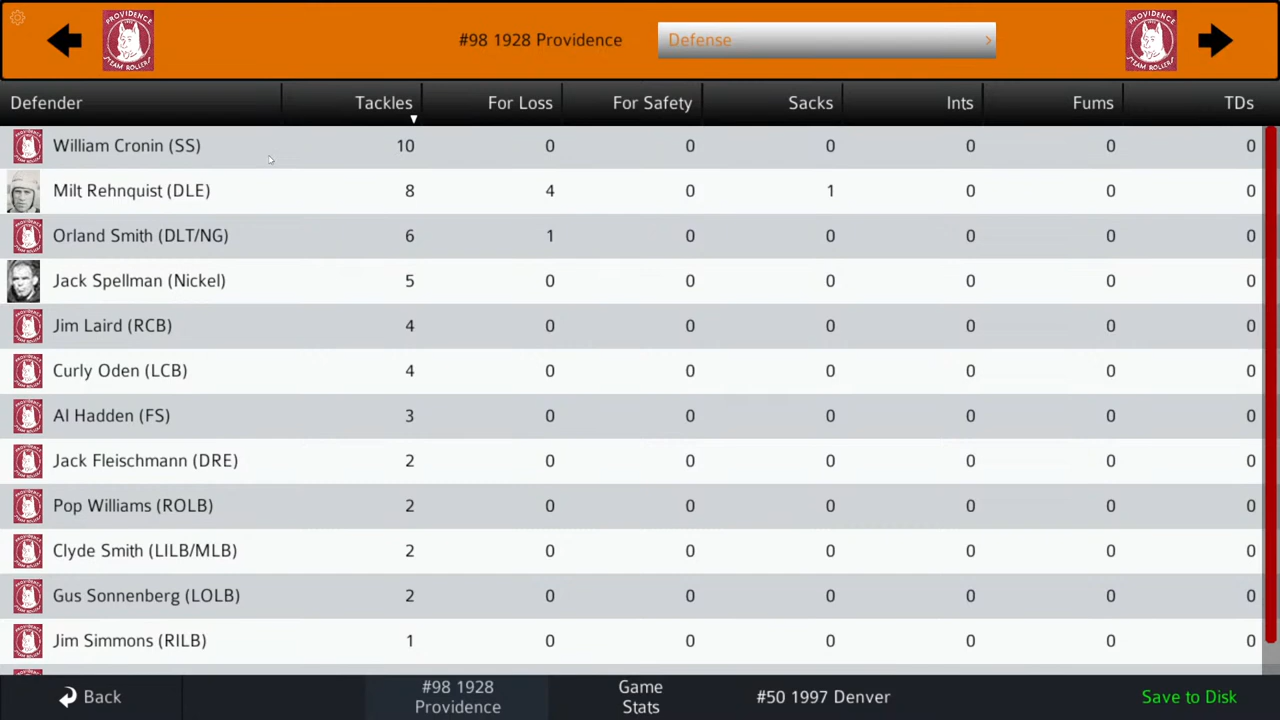 PROVIDENCE
STEAM ROLLERS
#98 1928 Providence
Defense
PROVIDENCE
STEAM ROLLERS
Defender Tackles For Loss For Safety Sacks Ints Fums TDs
William Cronin (SS) 10 0 0 0 0 0 0
Milt Rehnquist (DLE) 8 4 0 1 0 0 0
Orland Smith (DLT/NG) 6 1 0 0 0 0 0
Jack Spellman (Nickel) 5 0 0 0 0 0 0
Jim Laird (RCB) 4 0 0 0 0 0 0
Curly Oden (LCB) 4 0 0 0 0 0 0
Al Hadden (FS) 3 0 0 0 0 0 0
Jack Fleischmann (DRE) 2 0 0 0 0 0 0
Pop Williams (ROLB) 2 0 0 0 0 0 0
Clyde Smith (LILB/MLB) 2 0 0 0 0 0 0
Gus Sonnenberg (LOLB) 2 0 0 0 0 0 0
Jim Simmons (RILB) 1 0 0 0 0 0 0
Back
#98 1928
Providence
Game
Stats
#50 1997 Denver
Save to Disk